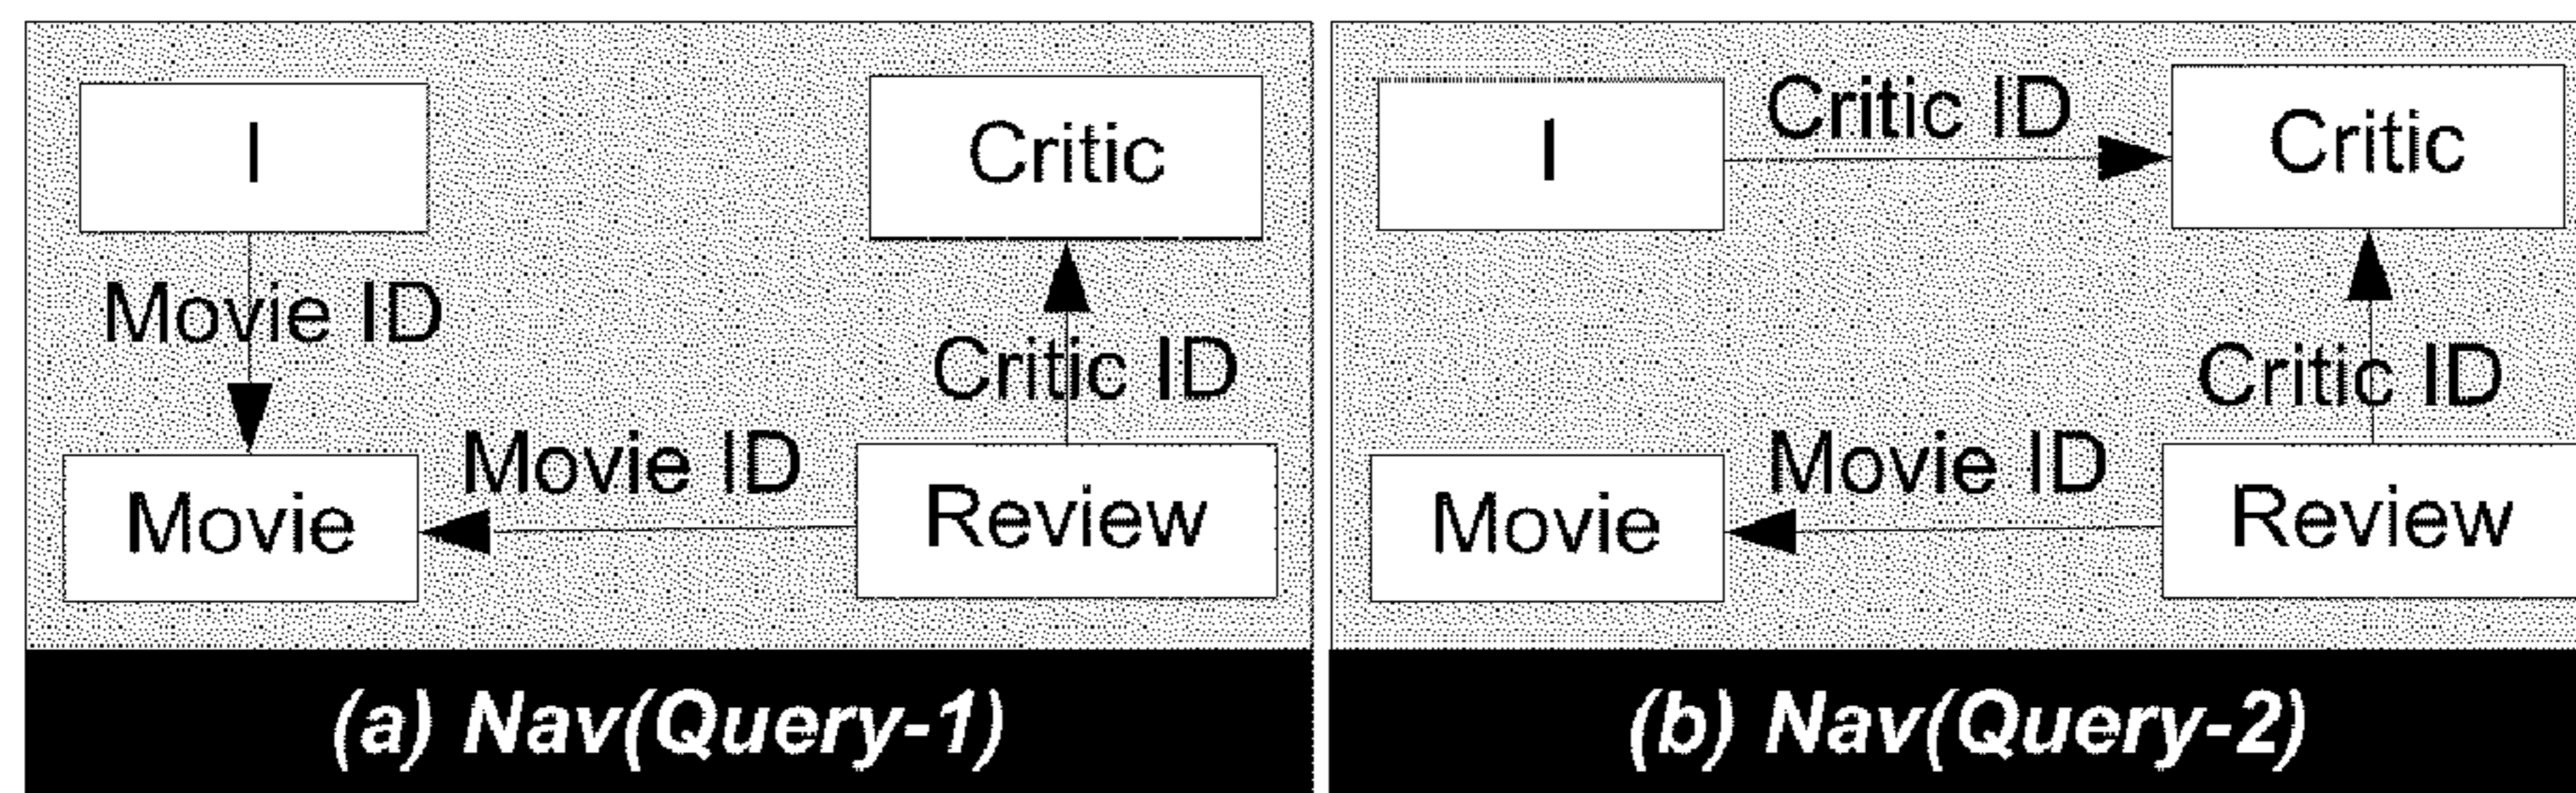 I
Critic
Movie ID
Critic ID
Movie ID
Movie
Review
(a) Nav(Query-1)
I
Critic ID
Critic
Critic ID
Movie ID
Movie
Review
(b) Nav(Query-2)